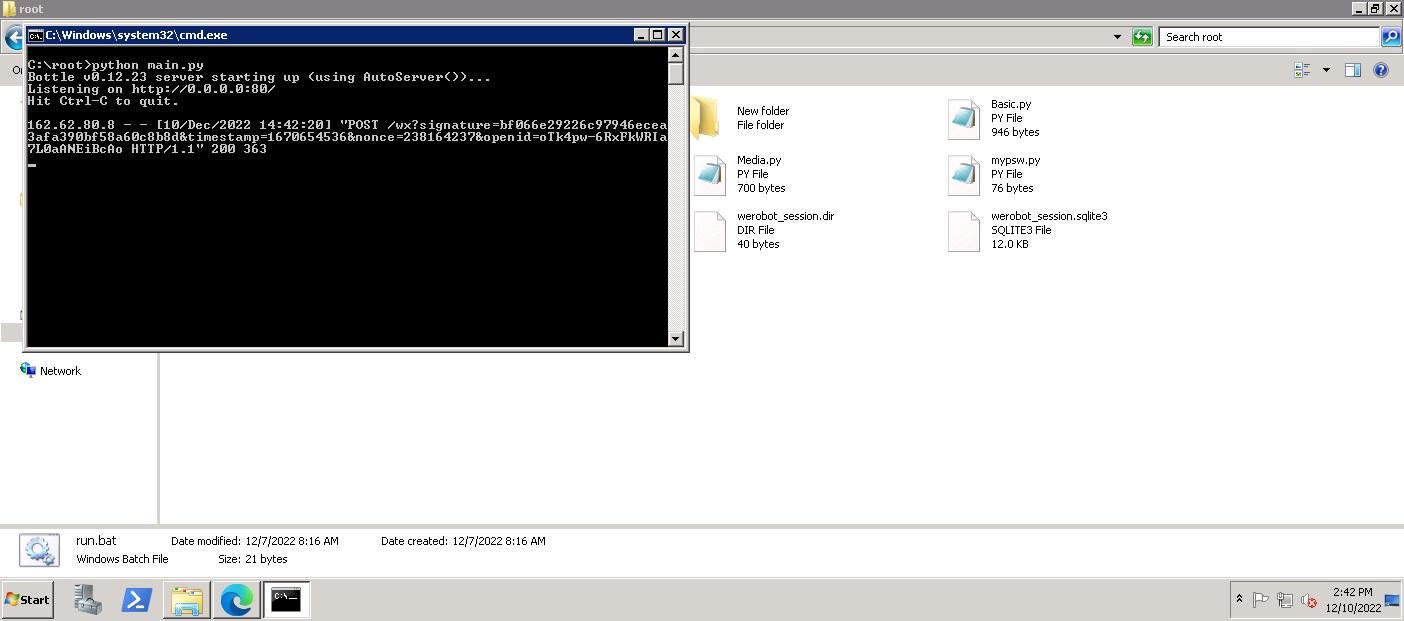 root
C:\Windows\system32\cmd.exe
C:\root>python main.py
Bottle v0.12.23 server starting up (using AutoServer())...
Listening on http://0.0.0.0:80/
Hit Ctrl-C to quit.
162.62.80.8 - - [10/Dec/2022 14:42:20] "POST /wx?signature=bf066e29226c97946ecea
3afa390bf58a60c8b8d&timestamp=1670654536&nonce=238164237&openid=oTk4pw-6RxFkWRIa
7L0aANEiBcAo HTTP/1.1" 200 363
Search root
New folder
File folder
Basic.py
PY File
946 bytes
Media.py
PY File
700 bytes
mypsw.py
PY File
76 bytes
werobot_session.dir
DIR File
40 bytes
werobot_session.sqlite3
SQLITE3 File
12.0 KB
Network
run.bat Date modified: 12/7/2022 8:16 AM Date created: 12/7/2022 8:16 AM
Windows Batch File Size: 21 bytes
Start
2:42 PM
12/10/2022